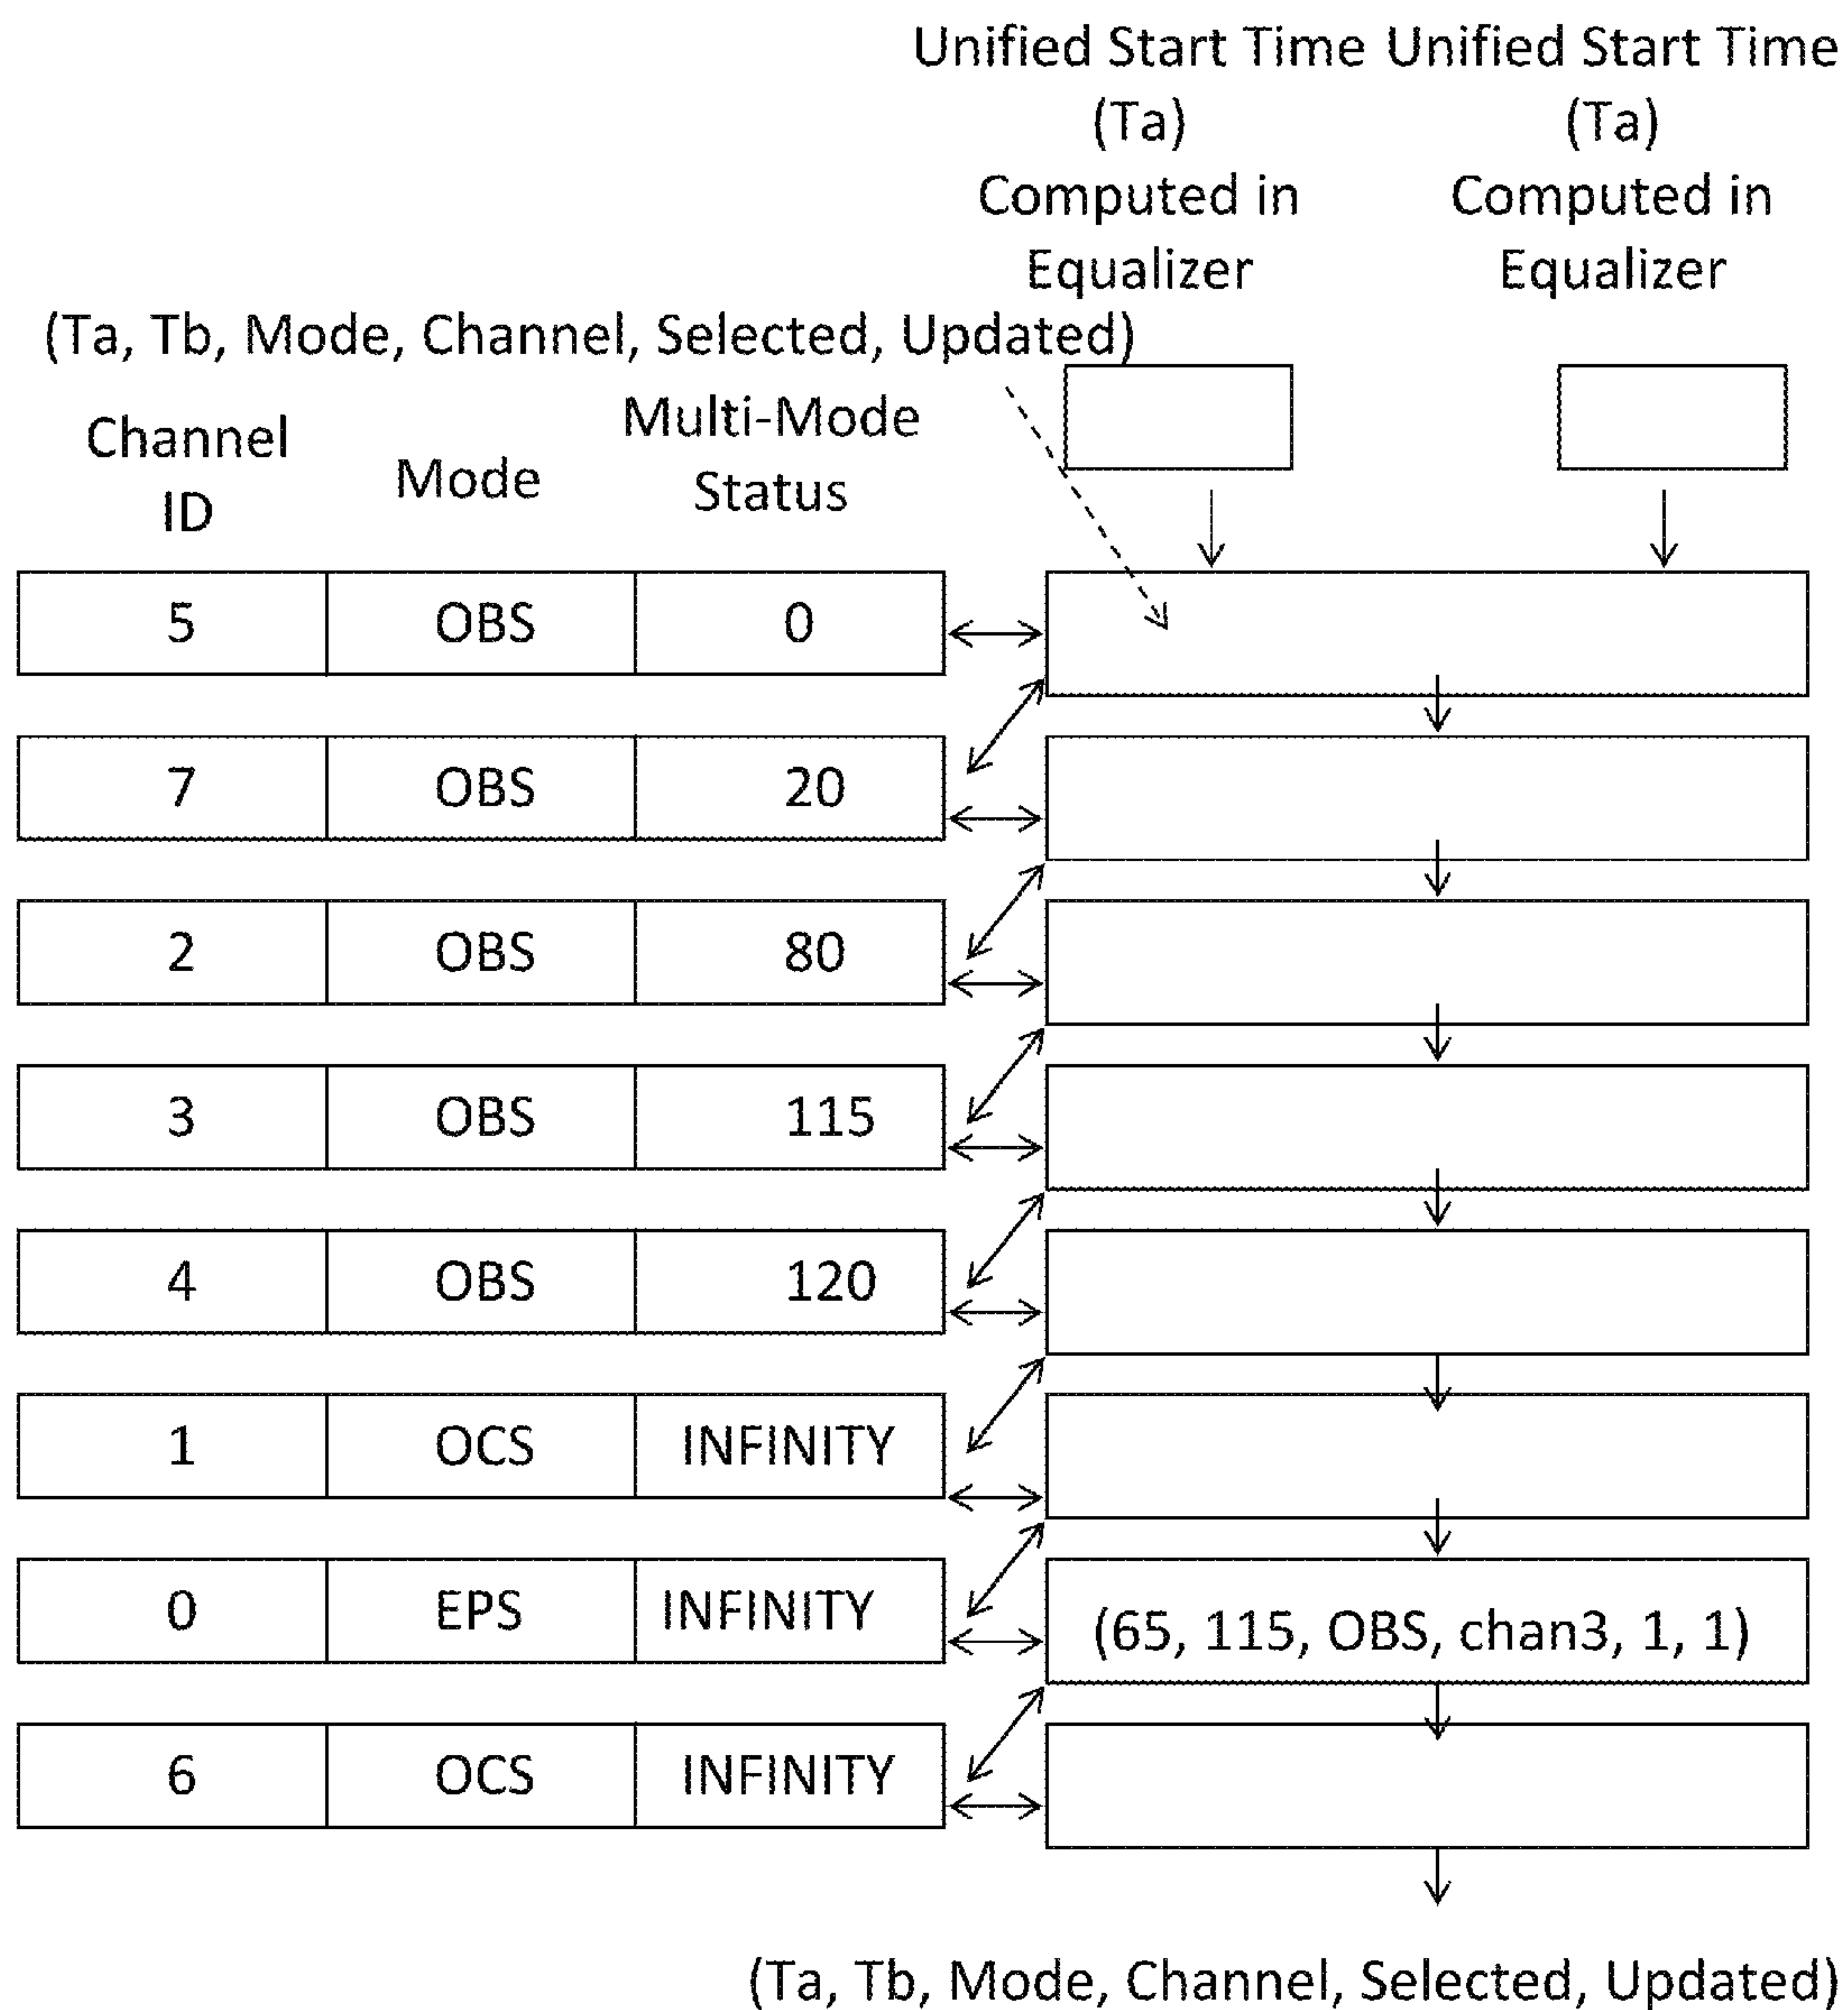 Unified Start Time Unified Start Time
(Ta) (Ta)
Computed in Computed in
Equalizer Equalizer
(Ta, Tb, Mode, Channel, Selected, Updated)
Channel ID
Mode
Multi-Mode Status
5 OBS 0
7 OBS 20
2 OBS 80
3 OBS 115
4 OBS 120
1 OCS INFINITY
0 EPS INFINITY (65, 115, OBS, chan3, 1, 1)
6 OCS INFINITY
(Ta, Tb, Mode, Channel, Selected, Updated)